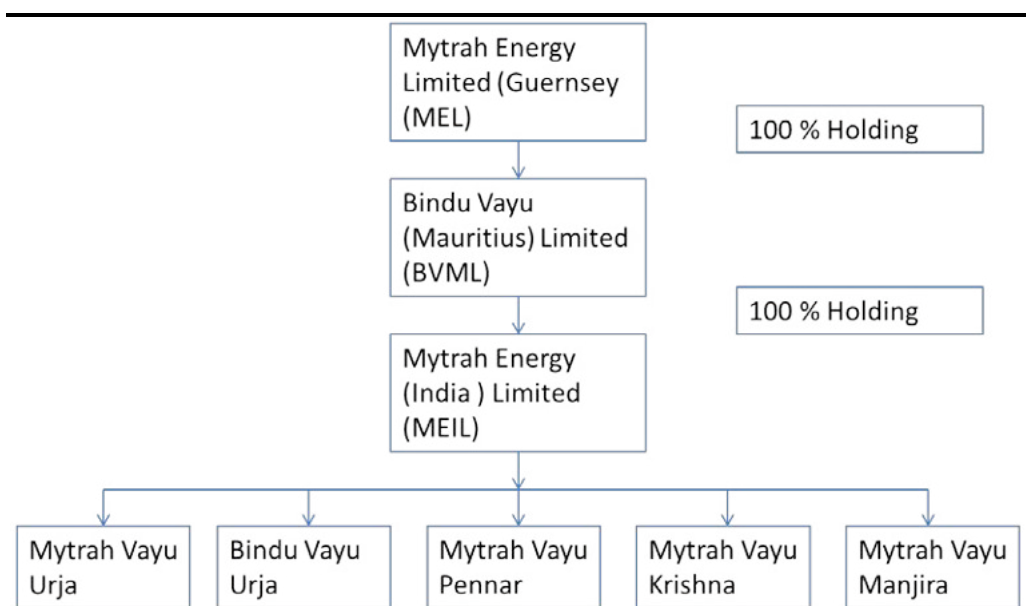 Mytrah Energy
Limited (Guernsey
(MEL)
100 % Holding
Bindu Vayu
(Mauritius) Limited
(BVML)
100 % Holding
Mytrah Energy
(India ) Limited
(MEIL)
Mytrah Vayu
Urja
Bindu Vayu
Urja
Mytrah Vayu
Pennar
Mytrah Vayu
Krishna
Mytrah Vayu
Manjira